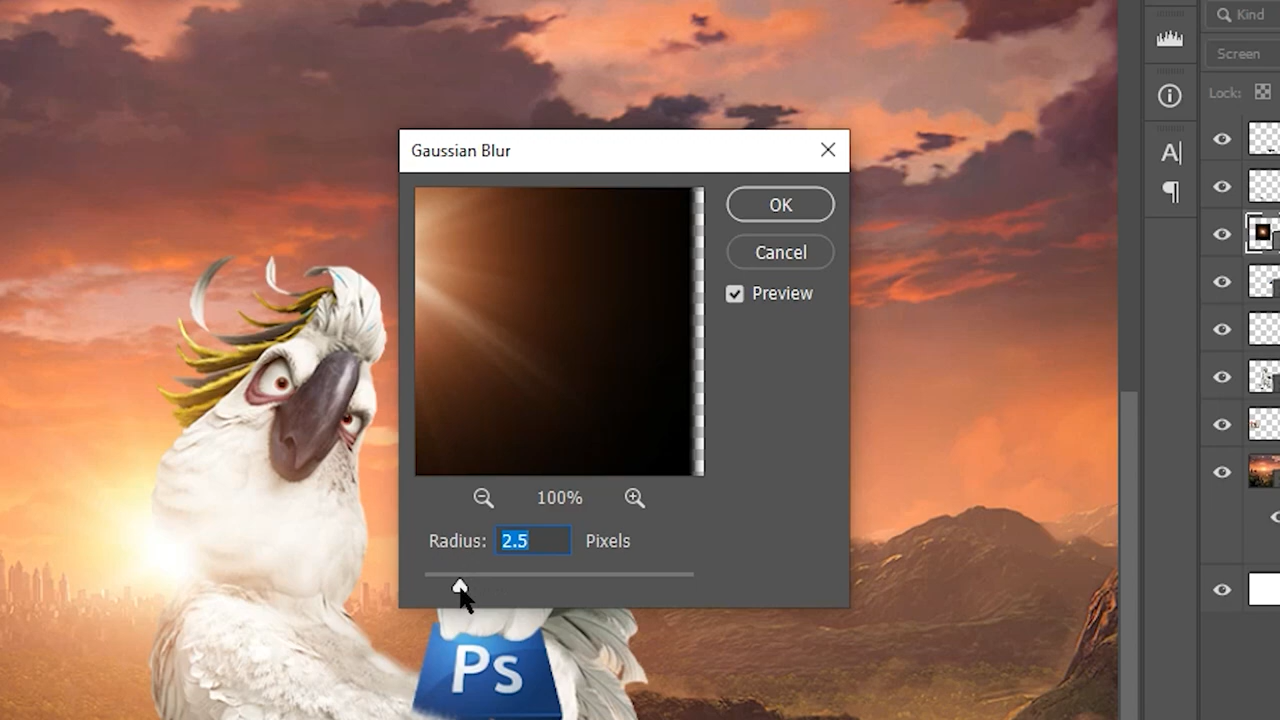 Kind
Screen
Lock:
Gaussian Blur
OK
Cancel
Preview
100%
Radius: 2.5 Pixels
A
Ps